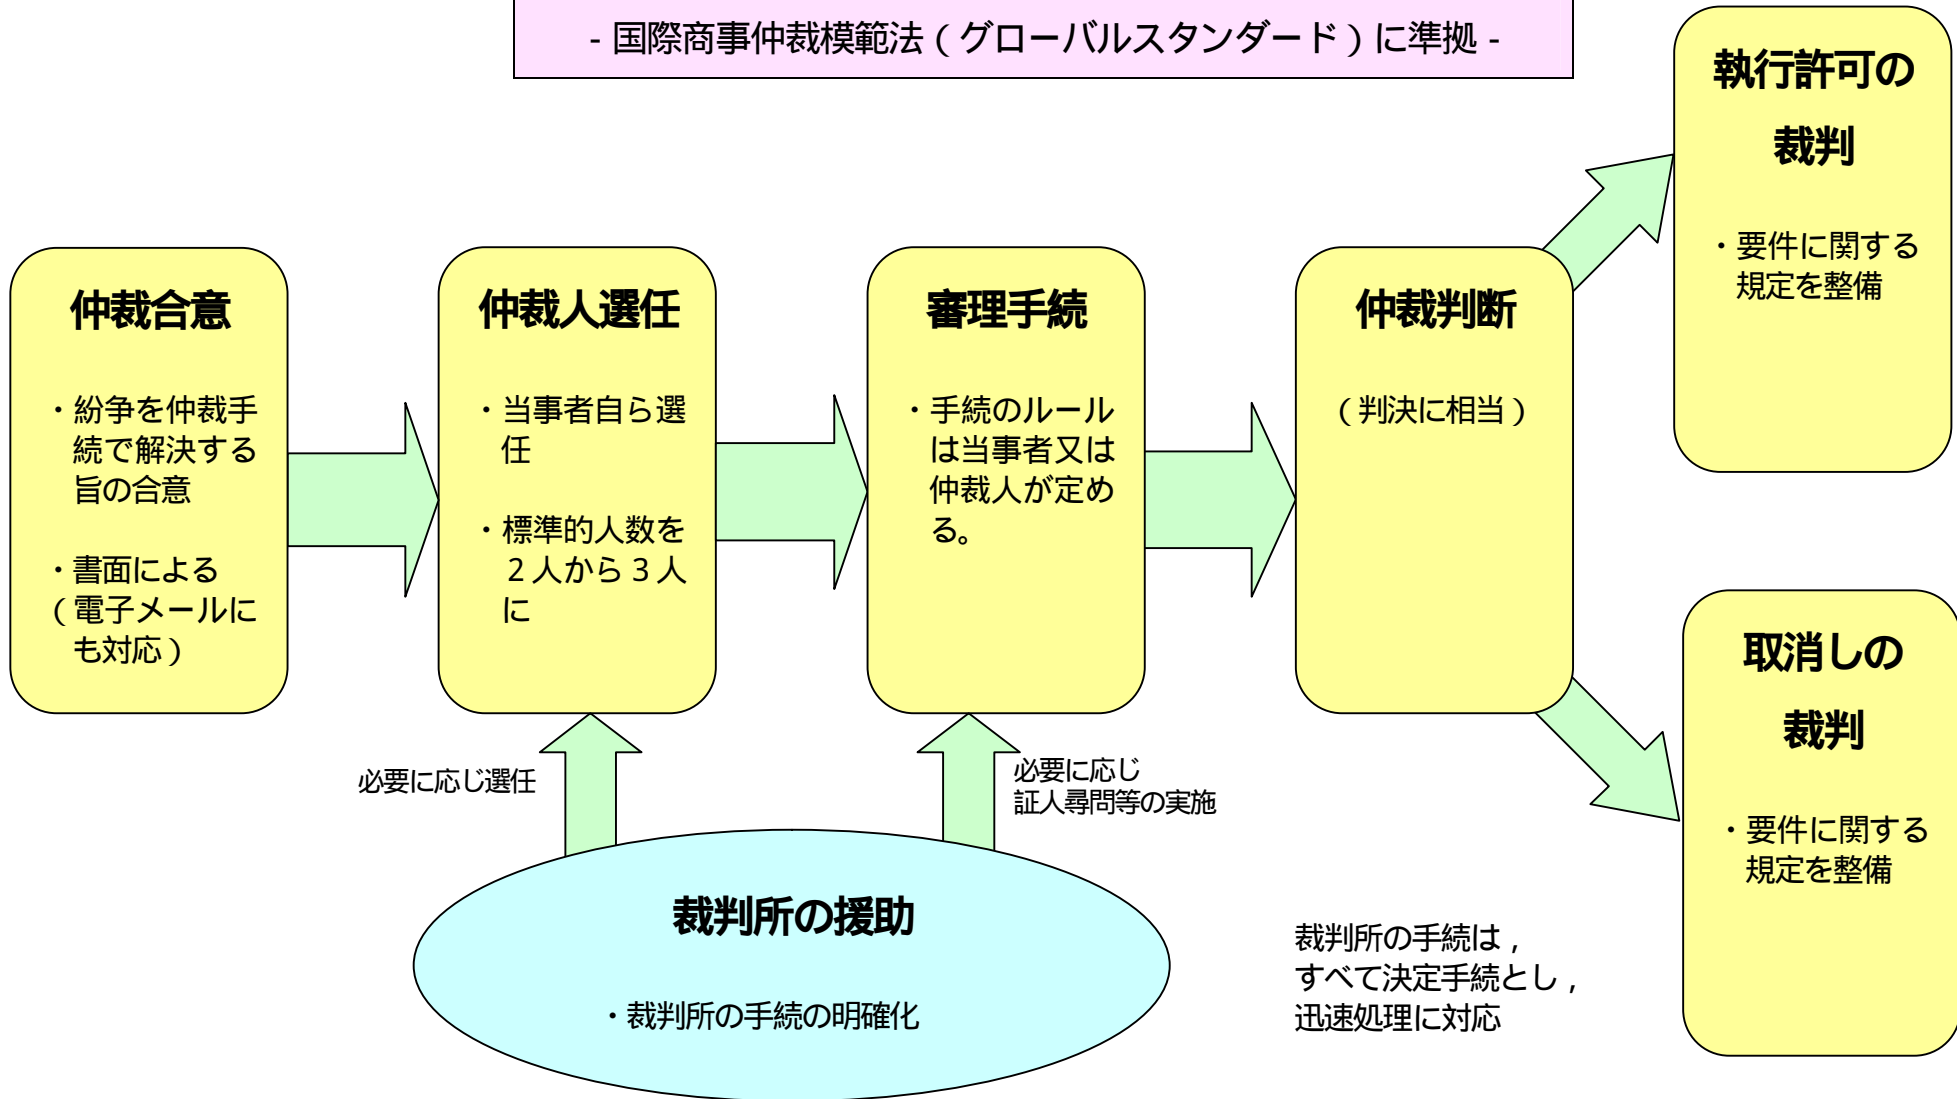 - 国際商事仲裁模範法（グローバルスタンダード）に準拠 -
仲裁合意
・紛争を仲裁手
続で解決する
旨の合意
・書面による
（電子メールに
も対応）
仲裁人選任
・当事者自ら選
任
・標準的人数を
２人から３人
に
審理手続
・手続のルール
は当事者又は
仲裁人が定め
る。
仲裁判断
（判決に相当）
執行許可の
裁判
・要件に関する
規定を整備
取消しの
裁判
・要件に関する
規定を整備
必要に応じ選任
必要に応じ
証人尋問等の実施
裁判所の援助
・裁判所の手続の明確化
裁判所の手続は，
すべて決定手続とし，
迅速処理に対応